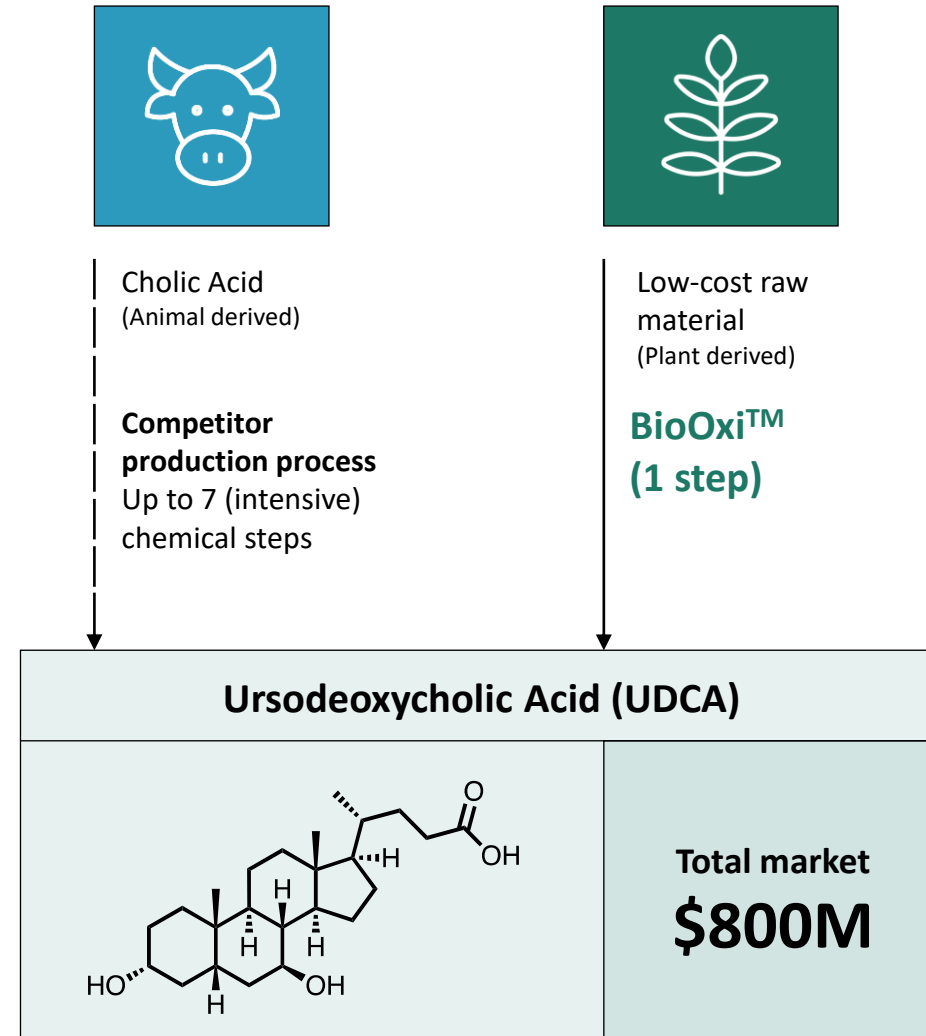 Cholic Acid
(Animal derived)
Competitor
production process
Up to 7 (intensive)
chemical steps
Low-cost raw
material
(Plant derived)
BioOxi™
(1 step)
Ursodeoxycholic Acid (UDCA)
O
OH
H
H
H
H
HO
OH
H
Total market
$800M